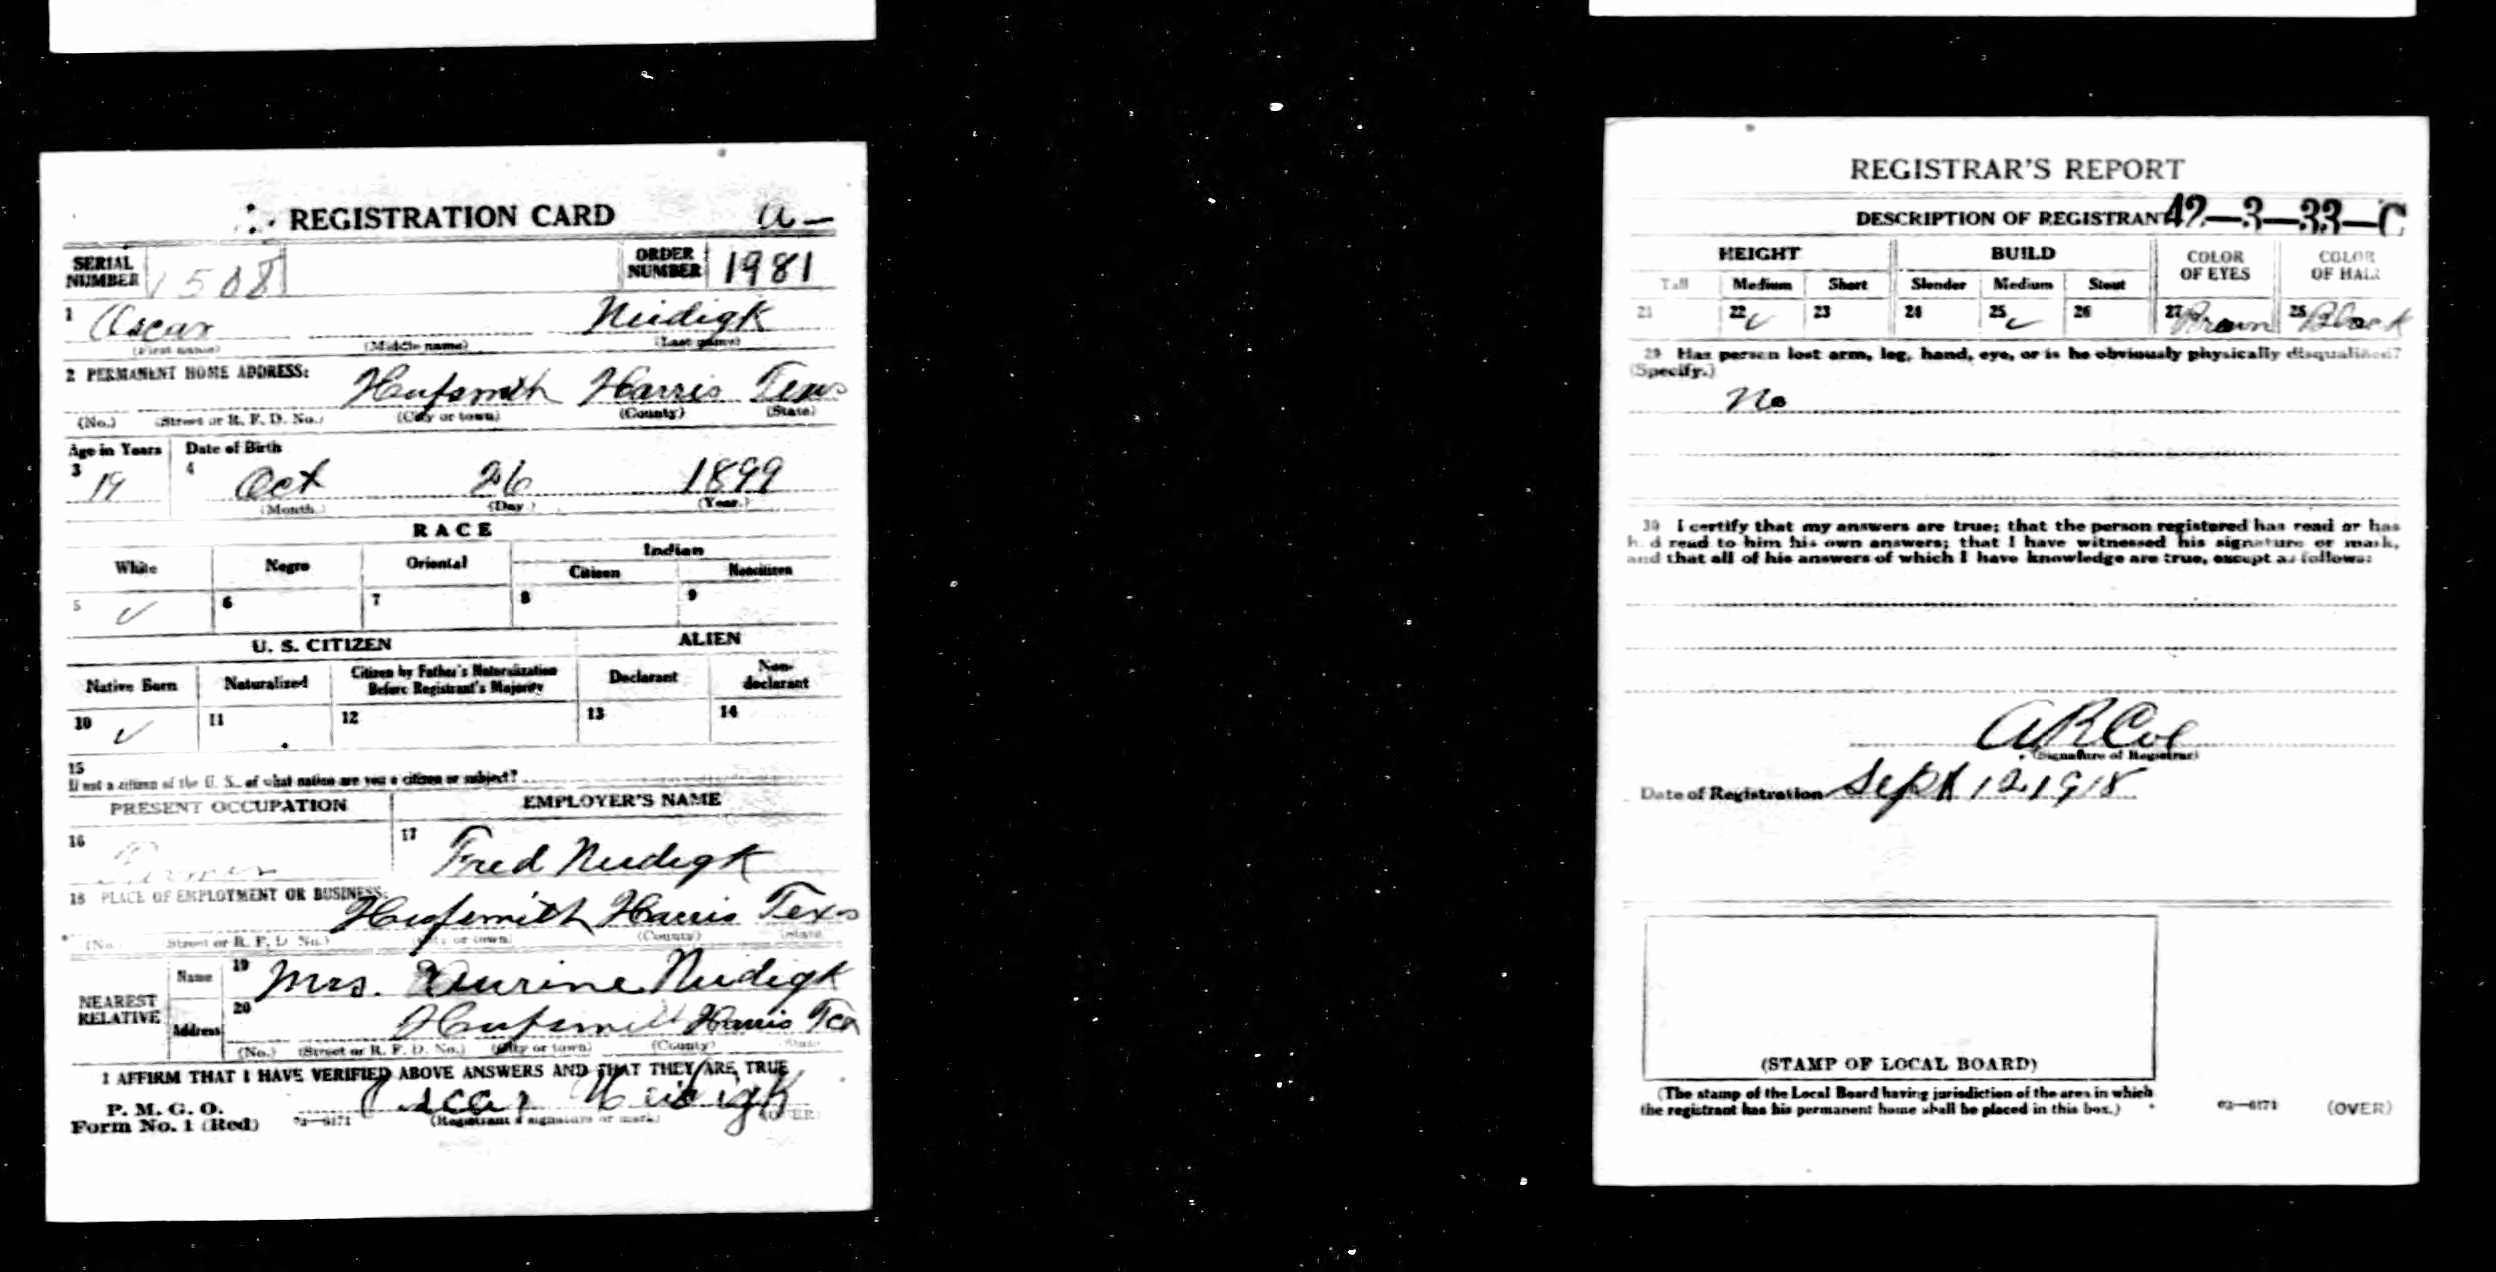 REGISTRATION CARD a—
SERIAL NUMBER 1508 ORDER NUMBER 1981
1 Oscar Neidigk
(First name) (Middle name) (Last name)
2 PERMANENT HOME ADDRESS:
Hufsmith Harris Texas
(No.) (Street or R. F. D. No.) (City or town) (County) (State)
Age in Years Date of Birth
3 19 4 Oct 26 1899
(Month.) (Day.) (Year.)
RACE
White Negro Oriental Indian
Citizen Noncitizen
5 ✓ 6 7 8 9
U. S. CITIZEN ALIEN
Native Born Naturalized Citizen by Father's Naturalization Before Registrant's Majority Declarant Non-declarant
10 ✓ 11 12 13 14
15
If not a citizen of the U. S., of what nation are you a citizen or subject?
PRESENT OCCUPATION EMPLOYER'S NAME
16 Farmer 17 Fred Neidigk
18 PLACE OF EMPLOYMENT OR BUSINESS:
Hufsmith Harris Texas
(No.) (Street or R. F. D. No.) (City or town) (County) (State)
NEAREST RELATIVE
Name 19 Mrs. Neidigk
Address 20 Hufsmith Harris Tex
(No.) (Street or R. F. D. No.) (City or town) (County) (State)
I AFFIRM THAT I HAVE VERIFIED ABOVE ANSWERS AND THAT THEY ARE TRUE
P. M. G. O.
Form No. 1 (Red) Oscar Neidigk
(Registrant's signature or mark) (OVER)
REGISTRAR'S REPORT
42—3—33—C
DESCRIPTION OF REGISTRANT
HEIGHT BUILD COLOR OF EYES COLOR OF HAIR
Tall Medium Short Slender Medium Stout
21 22 ✓ 23 24 25 ✓ 26 27 Brown 28 Black
29 Has person lost arm, leg, hand, eye, or is he obviously physically disqualified?
(Specify.)
No
30 I certify that my answers are true; that the person registered has read or has
had read to him his own answers; that I have witnessed his signature or mark,
and that all of his answers of which I have knowledge are true, except as follows:
A R Coe
(Signature of Registrar)
Date of Registration Sept 12 1918
(STAMP OF LOCAL BOARD)
(The stamp of the Local Board having jurisdiction of the area in which
the registrant has his permanent home shall be placed in this box.)
(OVER)